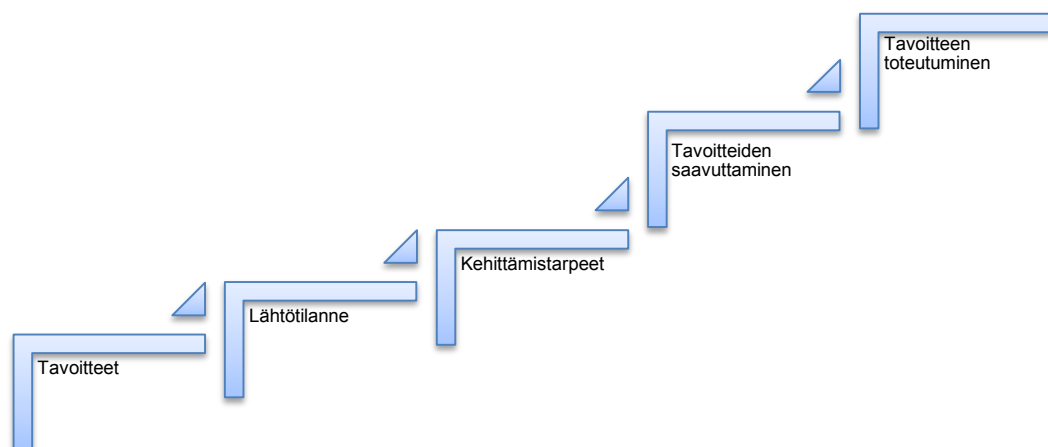 Tavoitteet
Lähtötilanne
Kehittämistarpeet
Tavoitteiden
saavuttaminen
Tavoitteen
toteutuminen